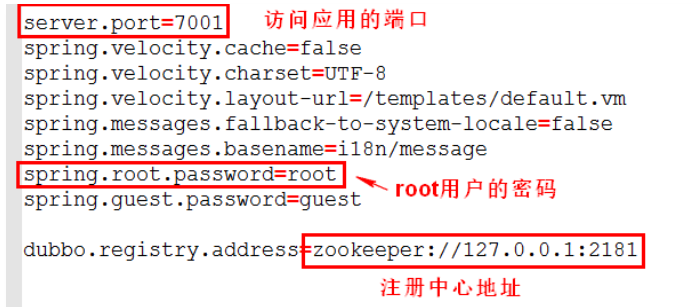 server.port=7001 访问应用的端口
spring.velocity.cache=false
spring.velocity.charset=UTF-8
spring.velocity.layout-url=/templates/default.vm
spring.messages.fallback-to-system-locale=false
spring.messages.basename=i18n/message
spring.root.password=root
root用户的密码
spring.guest.password=guest
dubbo.registry.address=zookeeper://127.0.0.1:2181
注册中心地址